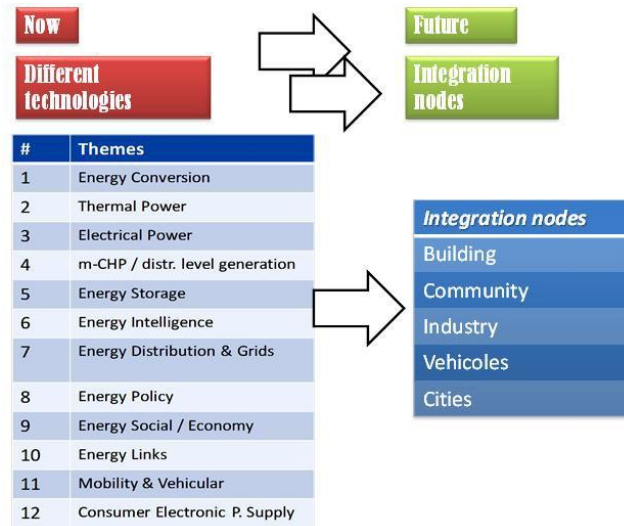 Now
Future
Different
technologies
Integration
nodes
# Themes
1 Energy Conversion
2 Thermal Power
3 Electrical Power
4 m-CHP / distr. level generation
5 Energy Storage
6 Energy Intelligence
7 Energy Distribution & Grids
8 Energy Policy
9 Energy Social / Economy
10 Energy Links
11 Mobility & Vehicular
12 Consumer Electronic P. Supply
Integration nodes
Building
Community
Industry
Vehicoles
Cities